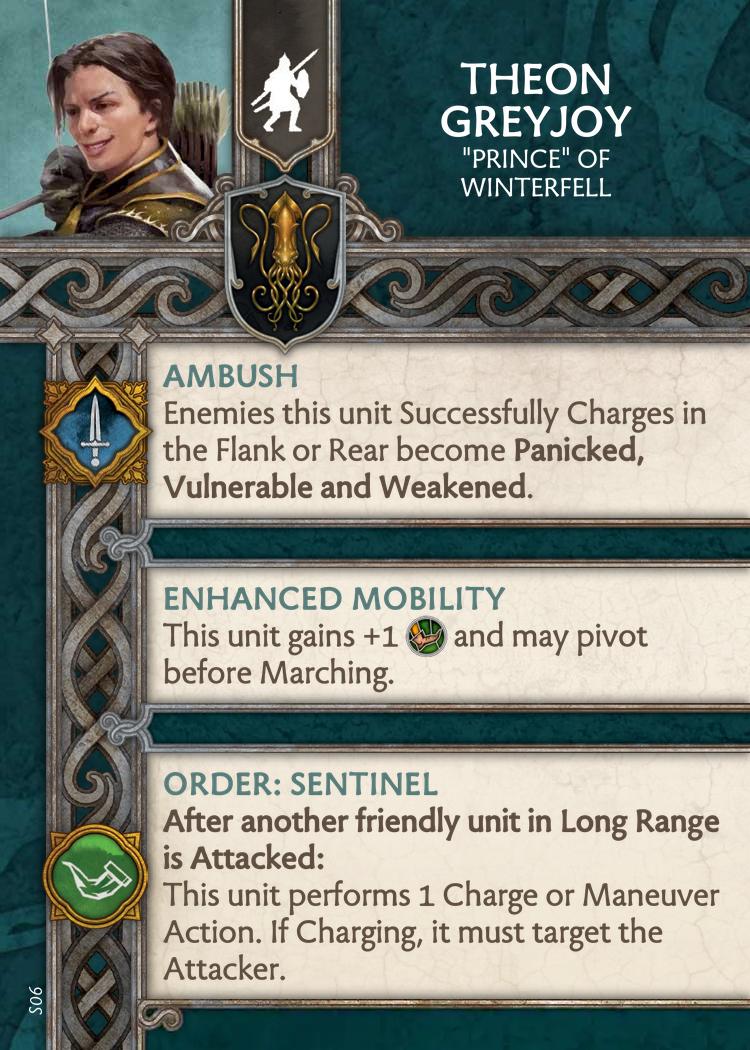 THEON
GREYJOY
"PRINCE" OF
WINTERFELL
AMBUSH
Enemies this unit Successfully Charges in
the Flank or Rear become Panicked,
Vulnerable and Weakened.
ENHANCED MOBILITY
This unit gains +1 and may pivot
before Marching.
ORDER: SENTINEL
After another friendly unit in Long Range
is Attacked:
This unit performs 1 Charge or Maneuver
Action. If Charging, it must target the
Attacker.
S06